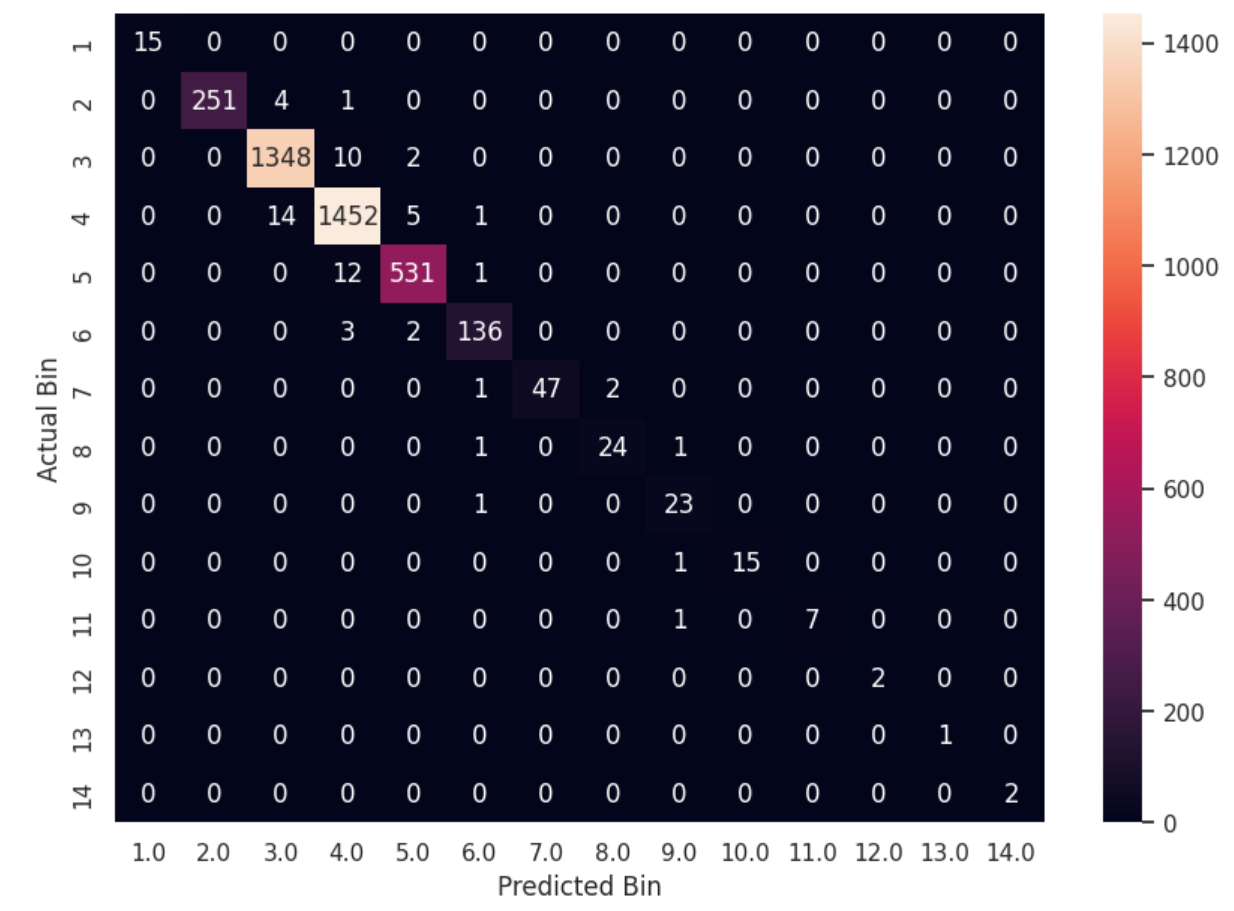 1 15 0 0 0 0 0 0 0 0 0 0 0 0 0
2 0 251 4 1 0 0 0 0 0 0 0 0 0 0
3 0 0 1348 10 2 0 0 0 0 0 0 0 0 0
4 0 0 14 1452 5 1 0 0 0 0 0 0 0 0
5 0 0 0 12 531 1 0 0 0 0 0 0 0 0
6 0 0 0 3 2 136 0 0 0 0 0 0 0 0
7 0 0 0 0 0 1 47 2 0 0 0 0 0 0
8 0 0 0 0 0 1 0 24 1 0 0 0 0 0
9 0 0 0 0 0 1 0 0 23 0 0 0 0 0
10 0 0 0 0 0 0 0 0 1 15 0 0 0 0
11 0 0 0 0 0 0 0 0 1 0 7 0 0 0
12 0 0 0 0 0 0 0 0 0 0 0 2 0 0
13 0 0 0 0 0 0 0 0 0 0 0 0 1 0
14 0 0 0 0 0 0 0 0 0 0 0 0 0 2
1.0 2.0 3.0 4.0 5.0 6.0 7.0 8.0 9.0 10.0 11.0 12.0 13.0 14.0
Predicted Bin
Actual Bin
1400
1200
1000
800
600
400
200
0